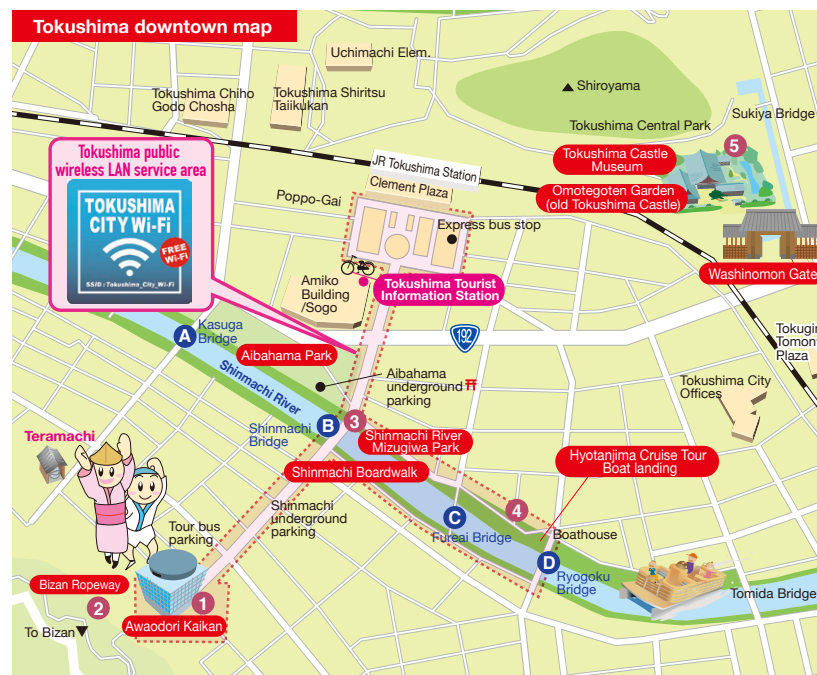 Tokushima downtown map
Uchimachi Elem.
Tokushima Chiho
Godo Chosha
Tokushima Shiritsu
Taiikukan
Shiroyama
Tokushima Central Park
Sukiya Bridge
Tokushima public
wireless LAN service area
TOKUSHIMA
CITY Wi-Fi
FREE
Wi-Fi
SSID : Tokushima_City_Wi-Fi
JR Tokushima Station
Clement Plaza
Poppo-Gai
Express bus stop
Tokushima Castle
Museum
5
Omotegoten Garden
(old Tokushima Castle)
Washinomon Gate
Amiko
Building
/Sogo
Tokushima Tourist
Information Station
192
A
Kasuga
Bridge
Aibahama Park
Shinmachi River
Aibahama
underground
parking
Tokushima City
Offices
Teramachi
Shinmachi
Bridge
B
3
Shinmachi River
Mizugiwa Park
Shinmachi Boardwalk
Hyotanjima Cruise Tour
Boat landing
Shinmachi
underground
parking
Tour bus
parking
C
Fureai Bridge
4
Boathouse
D
Ryogoku
Bridge
Tomida Bridge
Bizan Ropeway
2
1
Awaodori Kaikan
To Bizan
Plaza